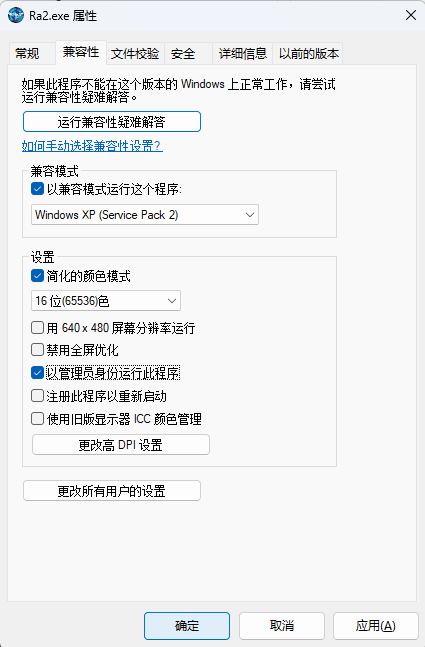 Ra2.exe 属性
常规 兼容性 文件校验 安全 详细信息 以前的版本
如果此程序不能在这个版本的 Windows 上正常工作，请尝试
运行兼容性疑难解答。
运行兼容性疑难解答
如何手动选择兼容性设置?
兼容模式
以兼容模式运行这个程序:
Windows XP (Service Pack 2)
设置
简化的颜色模式
16 位(65536)色
用 640 x 480 屏幕分辨率运行
禁用全屏优化
以管理员身份运行此程序
注册此程序以重新启动
使用旧版显示器 ICC 颜色管理
更改高 DPI 设置
更改所有用户的设置
确定 取消 应用(A)